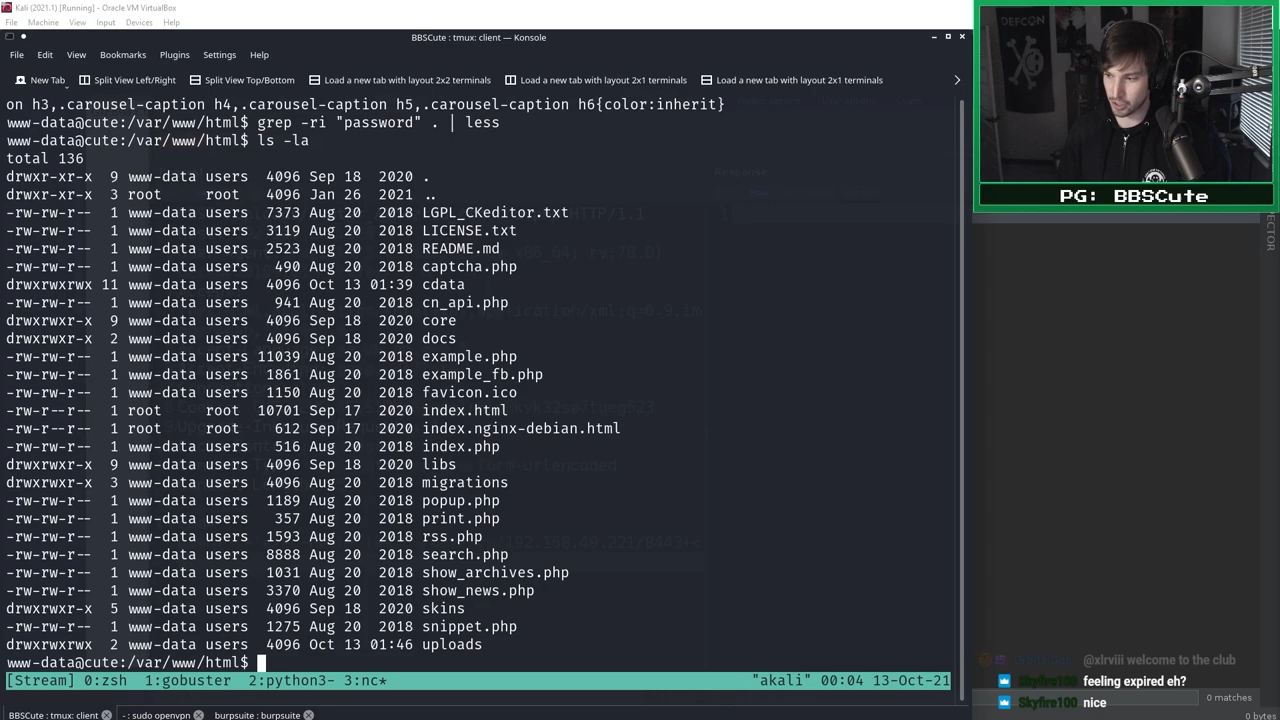 Kali (2021.1) [Running] - Oracle VM VirtualBox
File Machine View Input Devices Help
BBSCute : tmux: client — Konsole
File Edit View Bookmarks Plugins Settings Help
New Tab Split View Left/Right Split View Top/Bottom Load a new tab with layout 2x2 terminals Load a new tab with layout 2x1 terminals Load a new tab with layout 2x1 terminals
on h3,.carousel-caption h4,.carousel-caption h5,.carousel-caption h6{color:inherit}
www-data@cute:/var/www/html$ grep -ri "password" . | less
www-data@cute:/var/www/html$ ls -la
total 136
drwxr-xr-x 9 www-data users 4096 Sep 18 2020 .
drwxr-xr-x 3 root root 4096 Jan 26 2021 ..
-rw-rw-r-- 1 www-data users 7373 Aug 20 2018 LGPL_CKeditor.txt
-rw-rw-r-- 1 www-data users 3119 Aug 20 2018 LICENSE.txt
-rw-rw-r-- 1 www-data users 2523 Aug 20 2018 README.md
-rw-rw-r-- 1 www-data users 490 Aug 20 2018 captcha.php
drwxrwxrwx 11 www-data users 4096 Oct 13 01:39 cdata
-rw-rw-r-- 1 www-data users 941 Aug 20 2018 cn_api.php
drwxrwxr-x 9 www-data users 4096 Sep 18 2020 core
drwxrwxr-x 2 www-data users 4096 Sep 18 2020 docs
-rw-rw-r-- 1 www-data users 11039 Aug 20 2018 example.php
-rw-rw-r-- 1 www-data users 1861 Aug 20 2018 example_fb.php
-rw-rw-r-- 1 www-data users 1150 Aug 20 2018 favicon.ico
-rw-r--r-- 1 root root 10701 Sep 17 2020 index.html
-rw-r--r-- 1 root root 612 Sep 17 2020 index.nginx-debian.html
-rw-rw-r-- 1 www-data users 516 Aug 20 2018 index.php
drwxrwxr-x 9 www-data users 4096 Sep 18 2020 libs
drwxrwxr-x 3 www-data users 4096 Aug 20 2018 migrations
-rw-rw-r-- 1 www-data users 1189 Aug 20 2018 popup.php
-rw-rw-r-- 1 www-data users 357 Aug 20 2018 print.php
-rw-rw-r-- 1 www-data users 1593 Aug 20 2018 rss.php
-rw-rw-r-- 1 www-data users 8888 Aug 20 2018 search.php
-rw-rw-r-- 1 www-data users 1031 Aug 20 2018 show_archives.php
-rw-rw-r-- 1 www-data users 3370 Aug 20 2018 show_news.php
drwxrwxr-x 5 www-data users 4096 Sep 18 2020 skins
-rw-rw-r-- 1 www-data users 1275 Aug 20 2018 snippet.php
drwxrwxrwx 2 www-data users 4096 Oct 13 01:46 uploads
www-data@cute:/var/www/html$
[Stream] 0:zsh 1:gobuster 2:python3- 3:nc* "akali" 00:04 13-Oct-21
BBSCute : tmux: client - : sudo openvpn burpsuite : burpsuite
DEFCON
PG: BBSCute
@xlrviii welcome to the club
Skyfire100 feeling expired eh?
Skyfire100 nice
0 matches
0 bytes